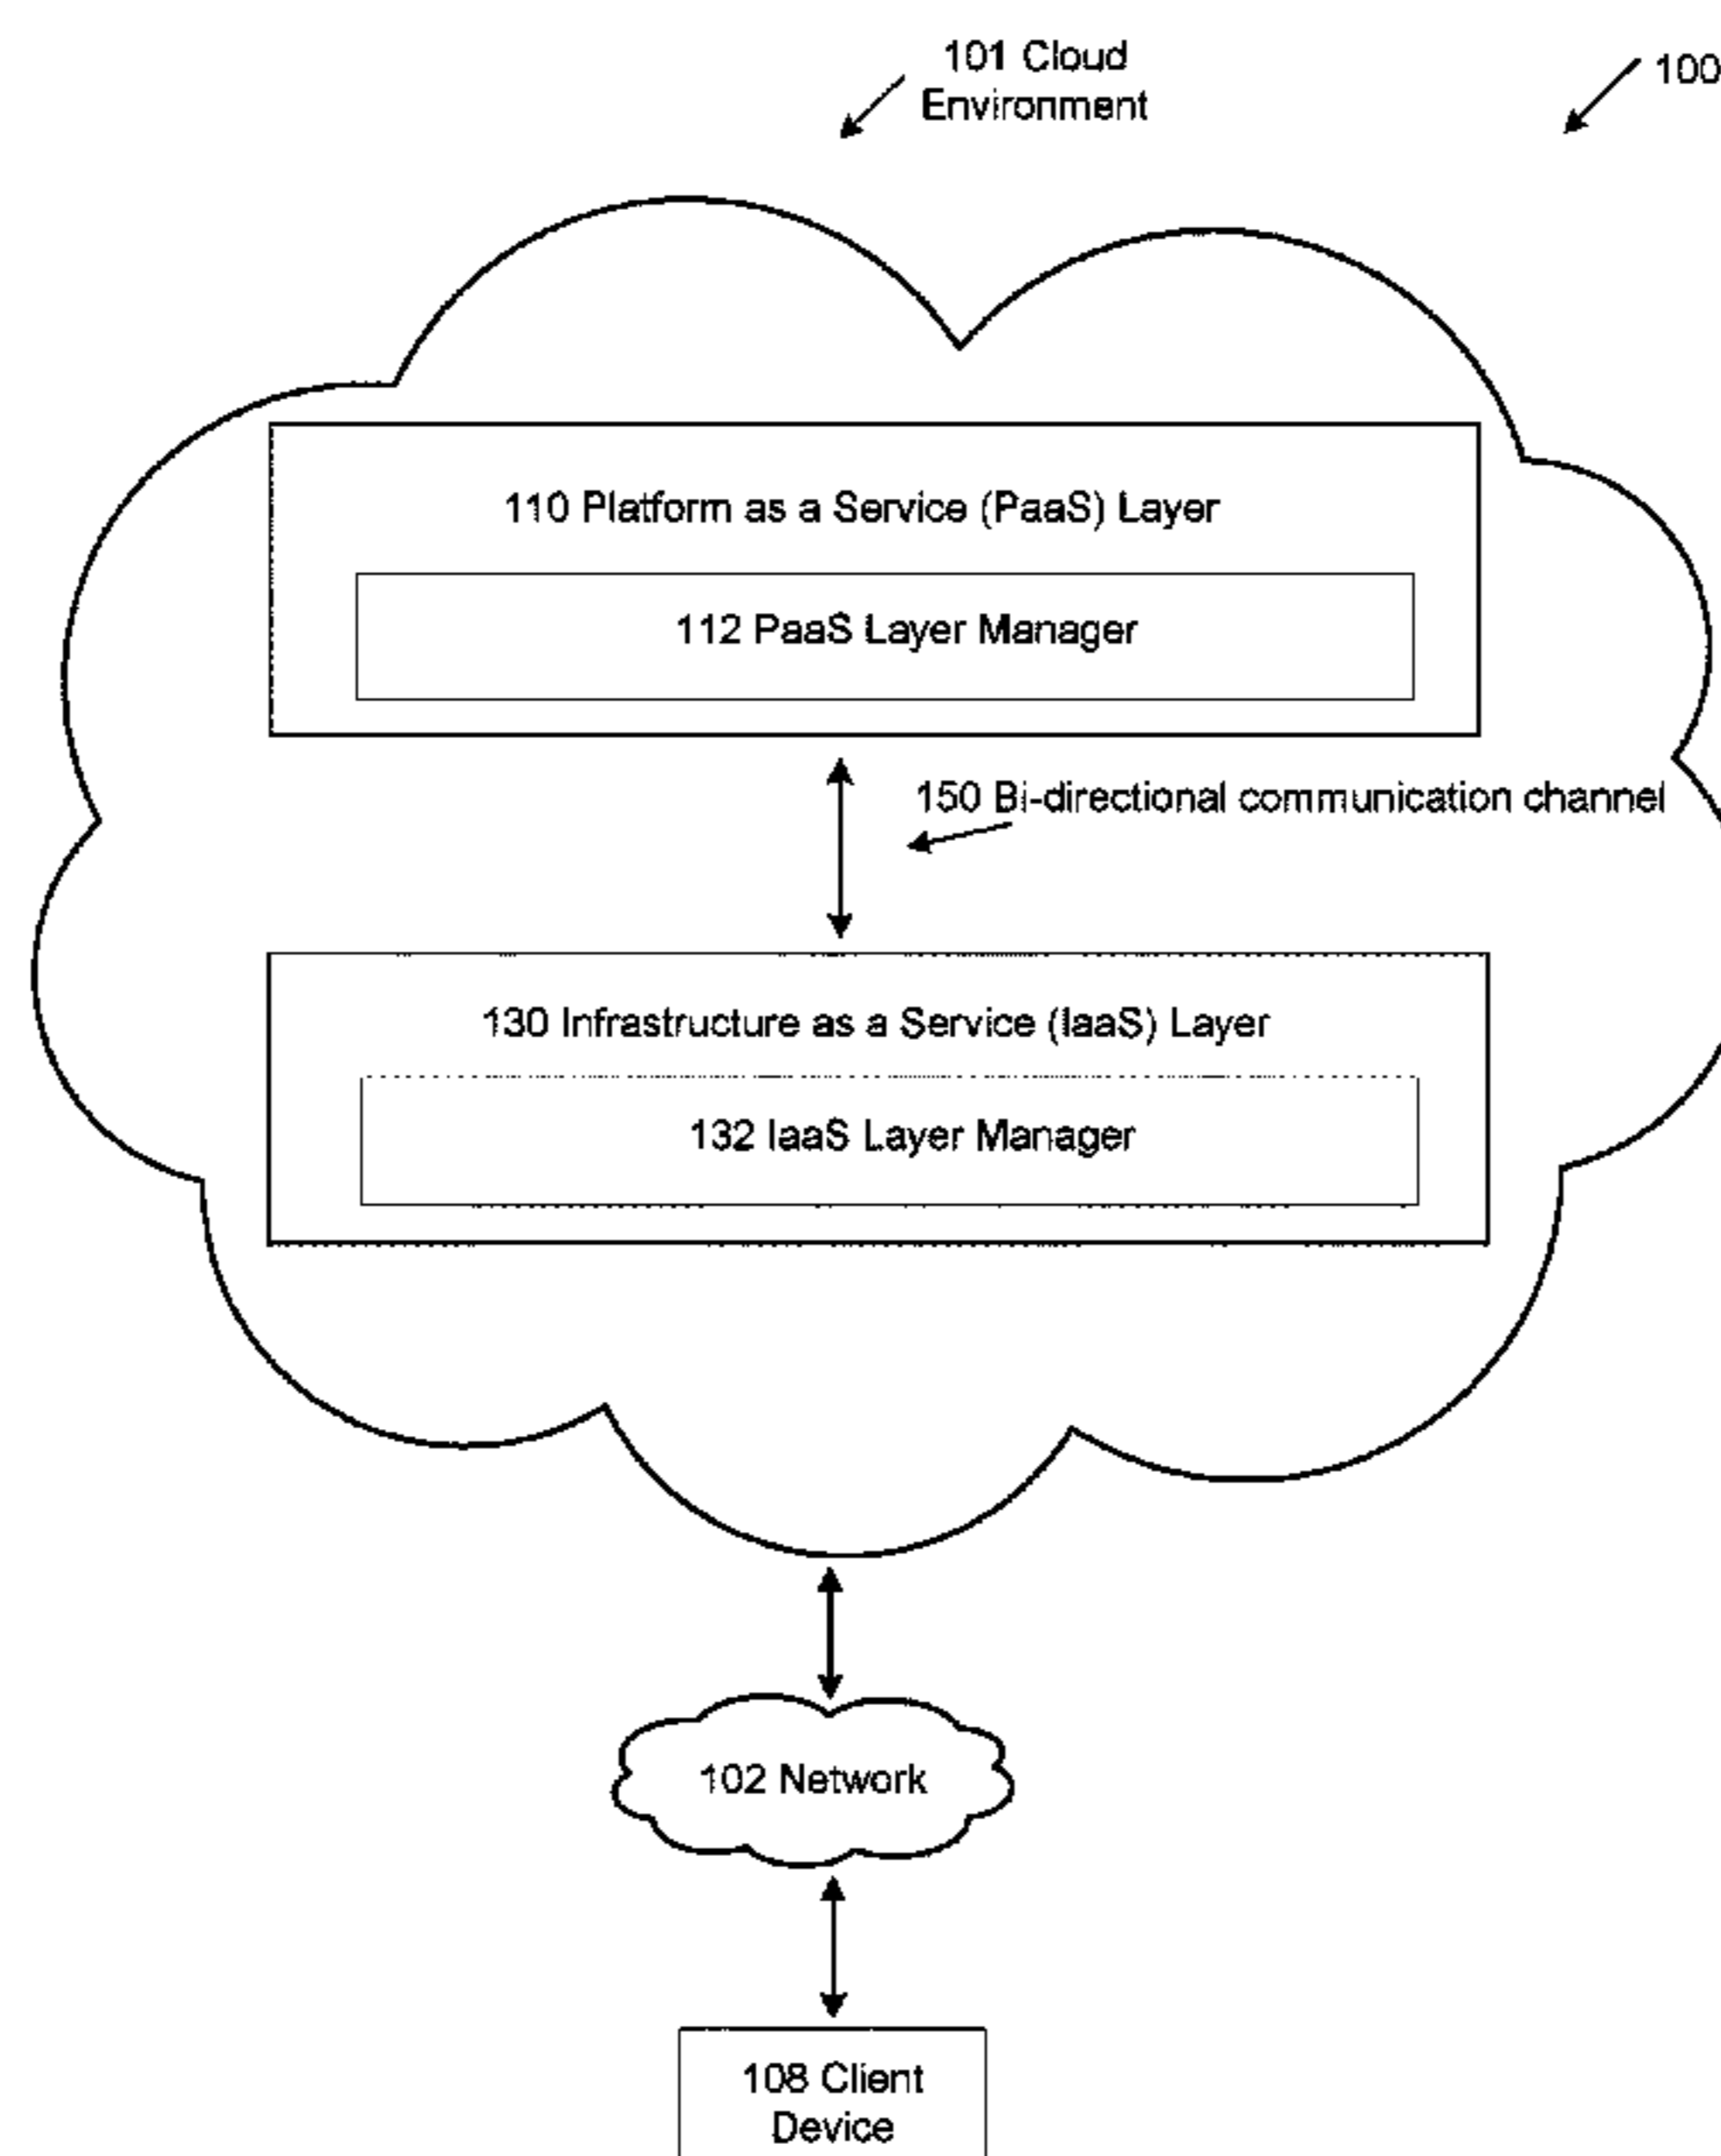 101 Cloud
Environment
100
110 Platform as a Service (PaaS) Layer
112 PaaS Layer Manager
150 Bi-directional communication channel
130 Infrastructure as a Service (IaaS) Layer
132 IaaS Layer Manager
102 Network
108 Client
Device